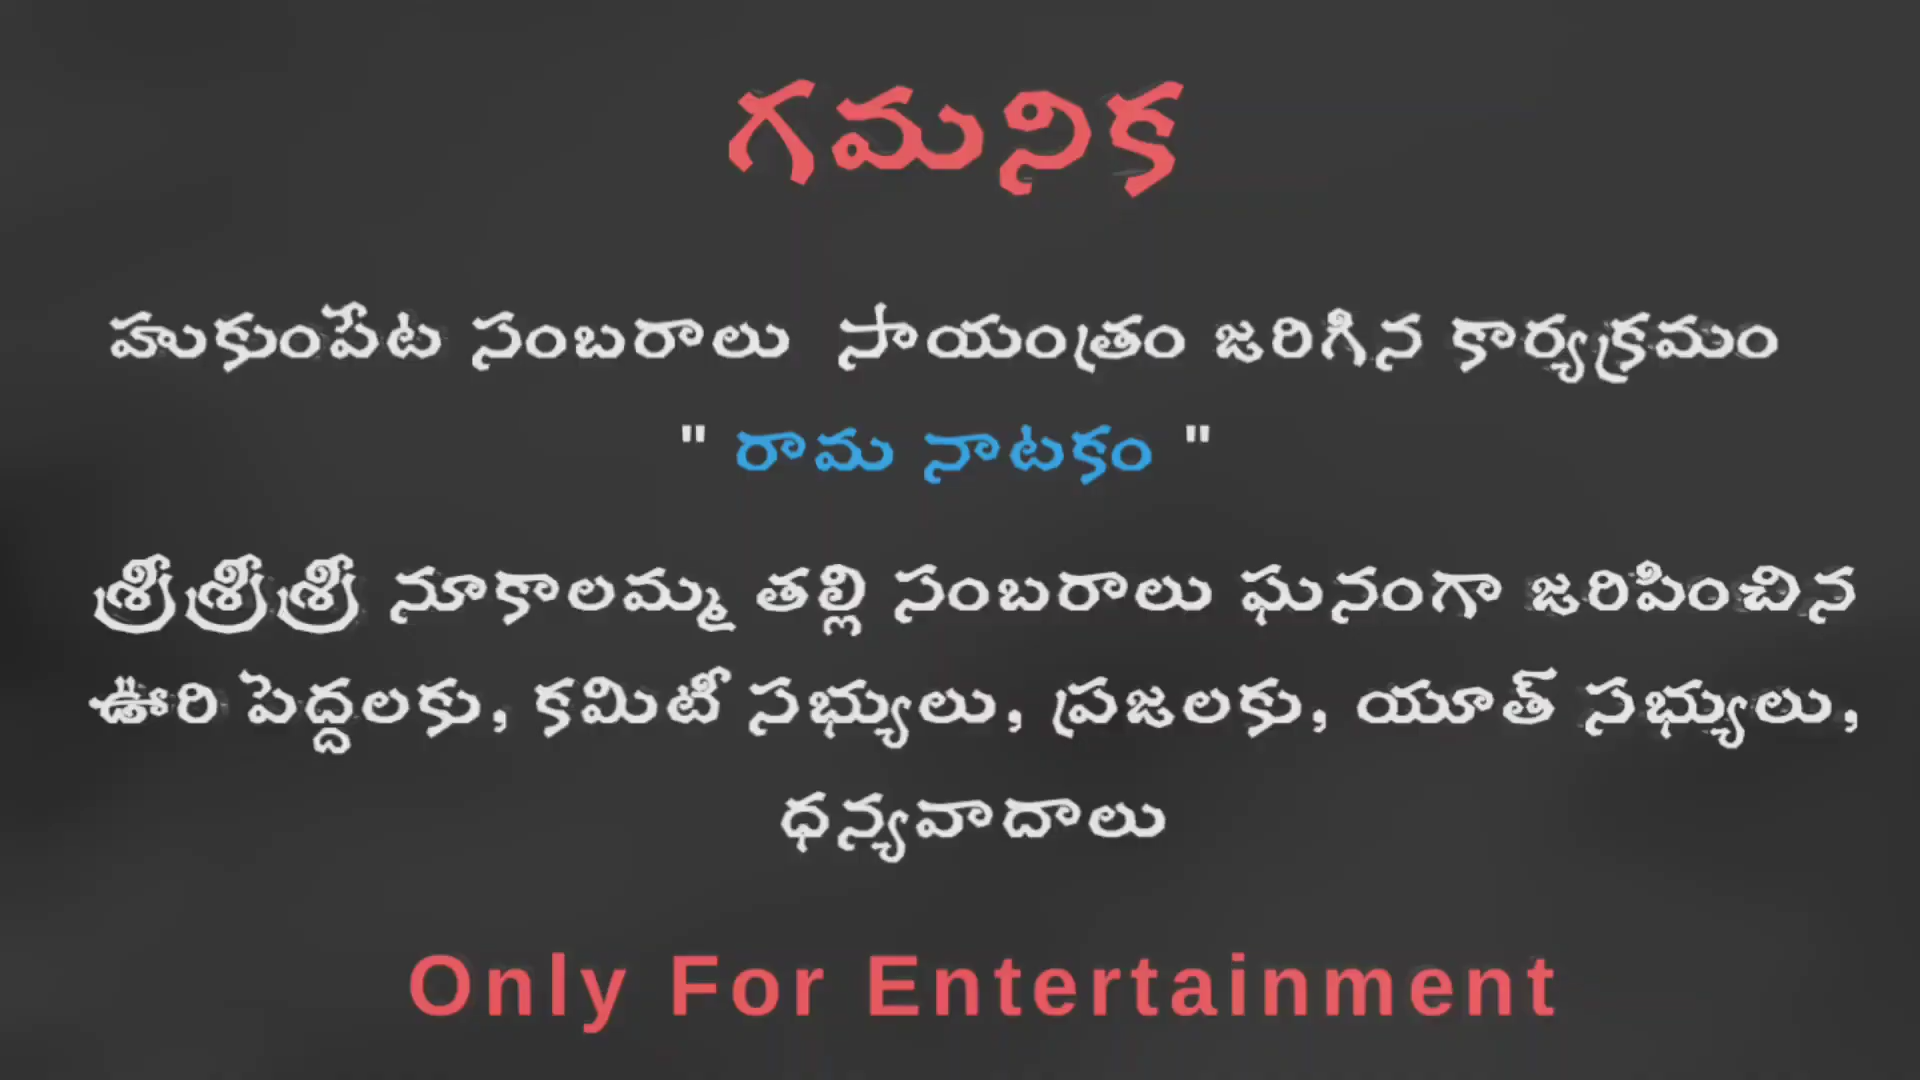 గమనిక
హుకుంపేట సంబరాలు సాయంత్రం జరిగిన కార్యక్రమం
" రామ నాటకం "
శ్రీశ్రీశ్రీ నూకాలమ్మ తల్లి సంబరాలు ఘనంగా జరిపించిన
ఊరి పెద్దలకు, కమిటీ సభ్యులు, ప్రజలకు, యూత్ సభ్యులు,
ధన్యవాదాలు
Only For Entertainment